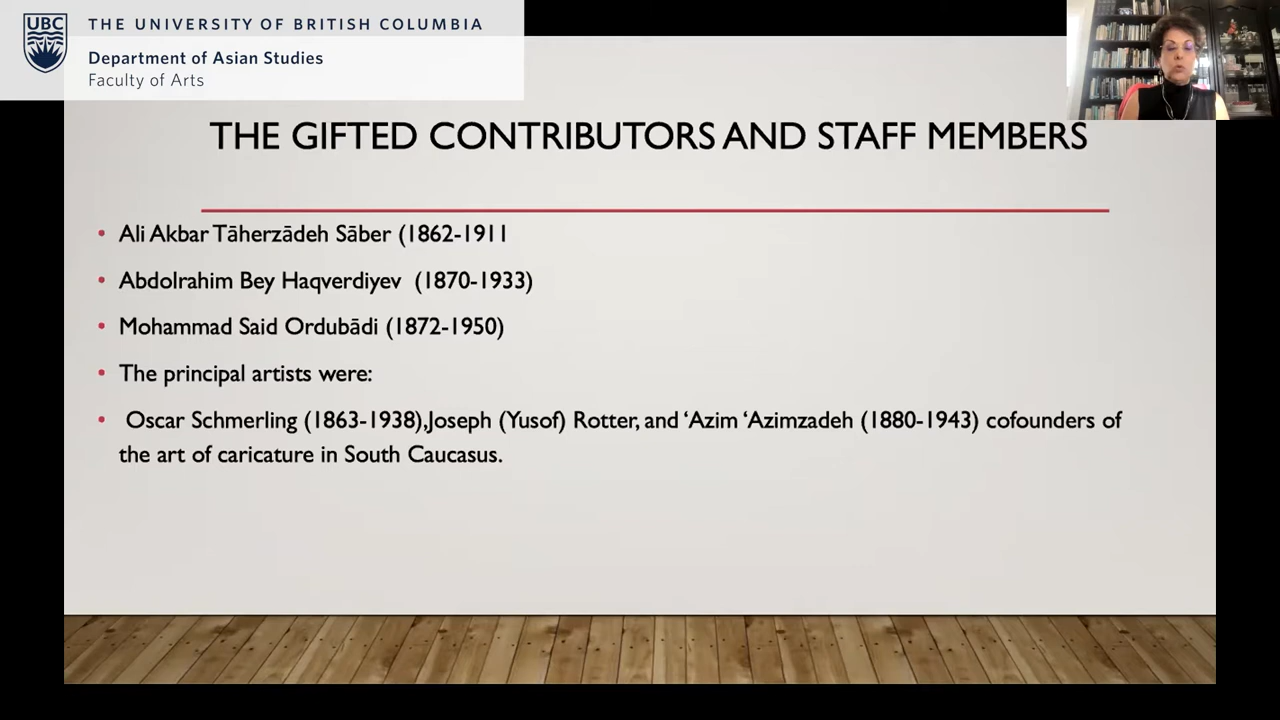 UBC
THE UNIVERSITY OF BRITISH COLUMBIA
Department of Asian Studies
Faculty of Arts
THE GIFTED CONTRIBUTORS AND STAFF MEMBERS
• Ali Akbar Tāherzādeh Sāber (1862-1911
• Abdolrahim Bey Haqverdiyev (1870-1933)
• Mohammad Said Ordubādi (1872-1950)
• The principal artists were:
• Oscar Schmerling (1863-1938),Joseph (Yusof) Rotter, and ‘Azim ‘Azimzadeh (1880-1943) cofounders of
the art of caricature in South Caucasus.